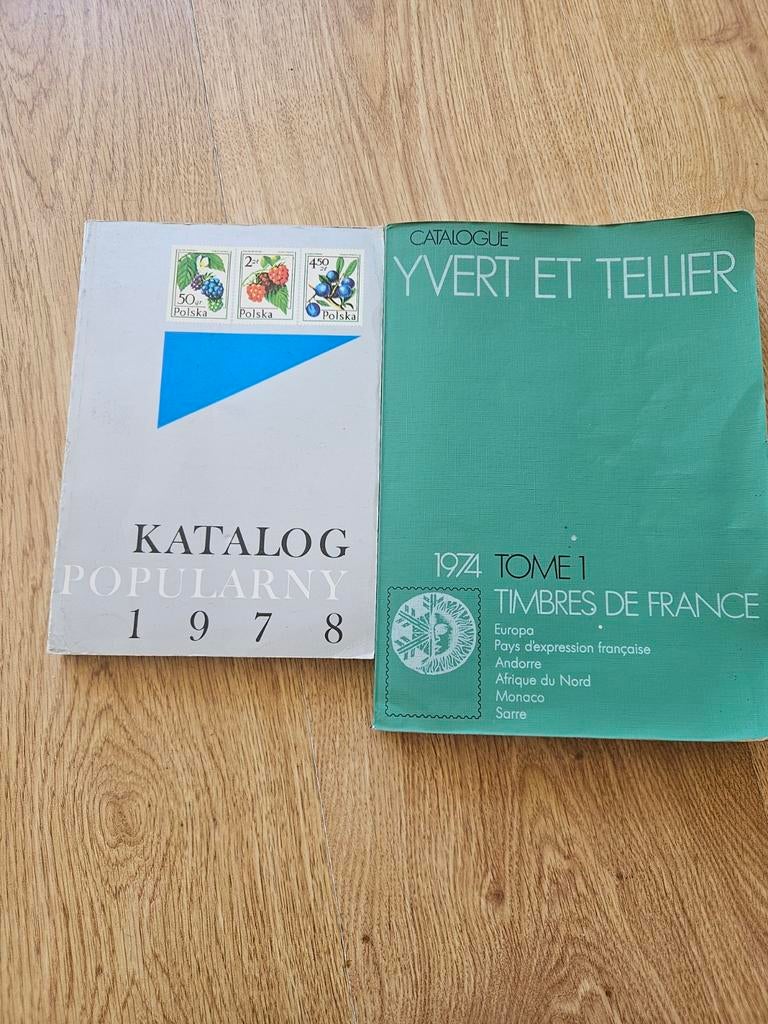 50 gr
Polska
2 zł
Polska
4.50 zł
Polska
KATALOG
POPULARNY
1978
CATALOGUE
YVERT ET TELLIER
1974 TOME 1
TIMBRES DE FRANCE
Europa
Pays d'expression française
Andorre
Afrique du Nord
Monaco
Sarre